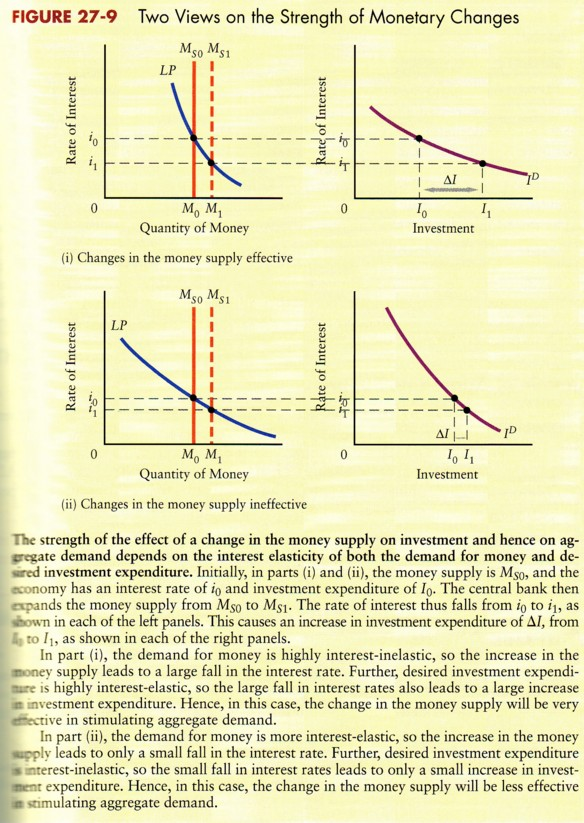 FIGURE 27-9 Two Views on the Strength of Monetary Changes
MS0 MS1
LP
Rate of Interest
i0
i1
0
M0 M1
Quantity of Money
Rate of Interest
i0
i1
ΔI
ID
0
I0
I1
Investment
(i) Changes in the money supply effective
MS0 MS1
LP
Rate of Interest
i0
i1
0
M0 M1
Quantity of Money
Rate of Interest
i0
i1
ΔI
ID
0
I0 I1
Investment
(ii) Changes in the money supply ineffective
The strength of the effect of a change in the money supply on investment and hence on ag-
gregate demand depends on the interest elasticity of both the demand for money and de-
sired investment expenditure. Initially, in parts (i) and (ii), the money supply is MS0, and the
economy has an interest rate of i0 and investment expenditure of I0. The central bank then
expands the money supply from MS0 to MS1. The rate of interest thus falls from i0 to i1, as
shown in each of the left panels. This causes an increase in investment expenditure of ΔI, from
I0 to I1, as shown in each of the right panels.
In part (i), the demand for money is highly interest-inelastic, so the increase in the
money supply leads to a large fall in the interest rate. Further, desired investment expendi-
ture is highly interest-elastic, so the large fall in interest rates also leads to a large increase
in investment expenditure. Hence, in this case, the change in the money supply will be very
effective in stimulating aggregate demand.
In part (ii), the demand for money is more interest-elastic, so the increase in the money
supply leads to only a small fall in the interest rate. Further, desired investment expenditure
is interest-inelastic, so the small fall in interest rates leads to only a small increase in invest-
ment expenditure. Hence, in this case, the change in the money supply will be less effective
in stimulating aggregate demand.